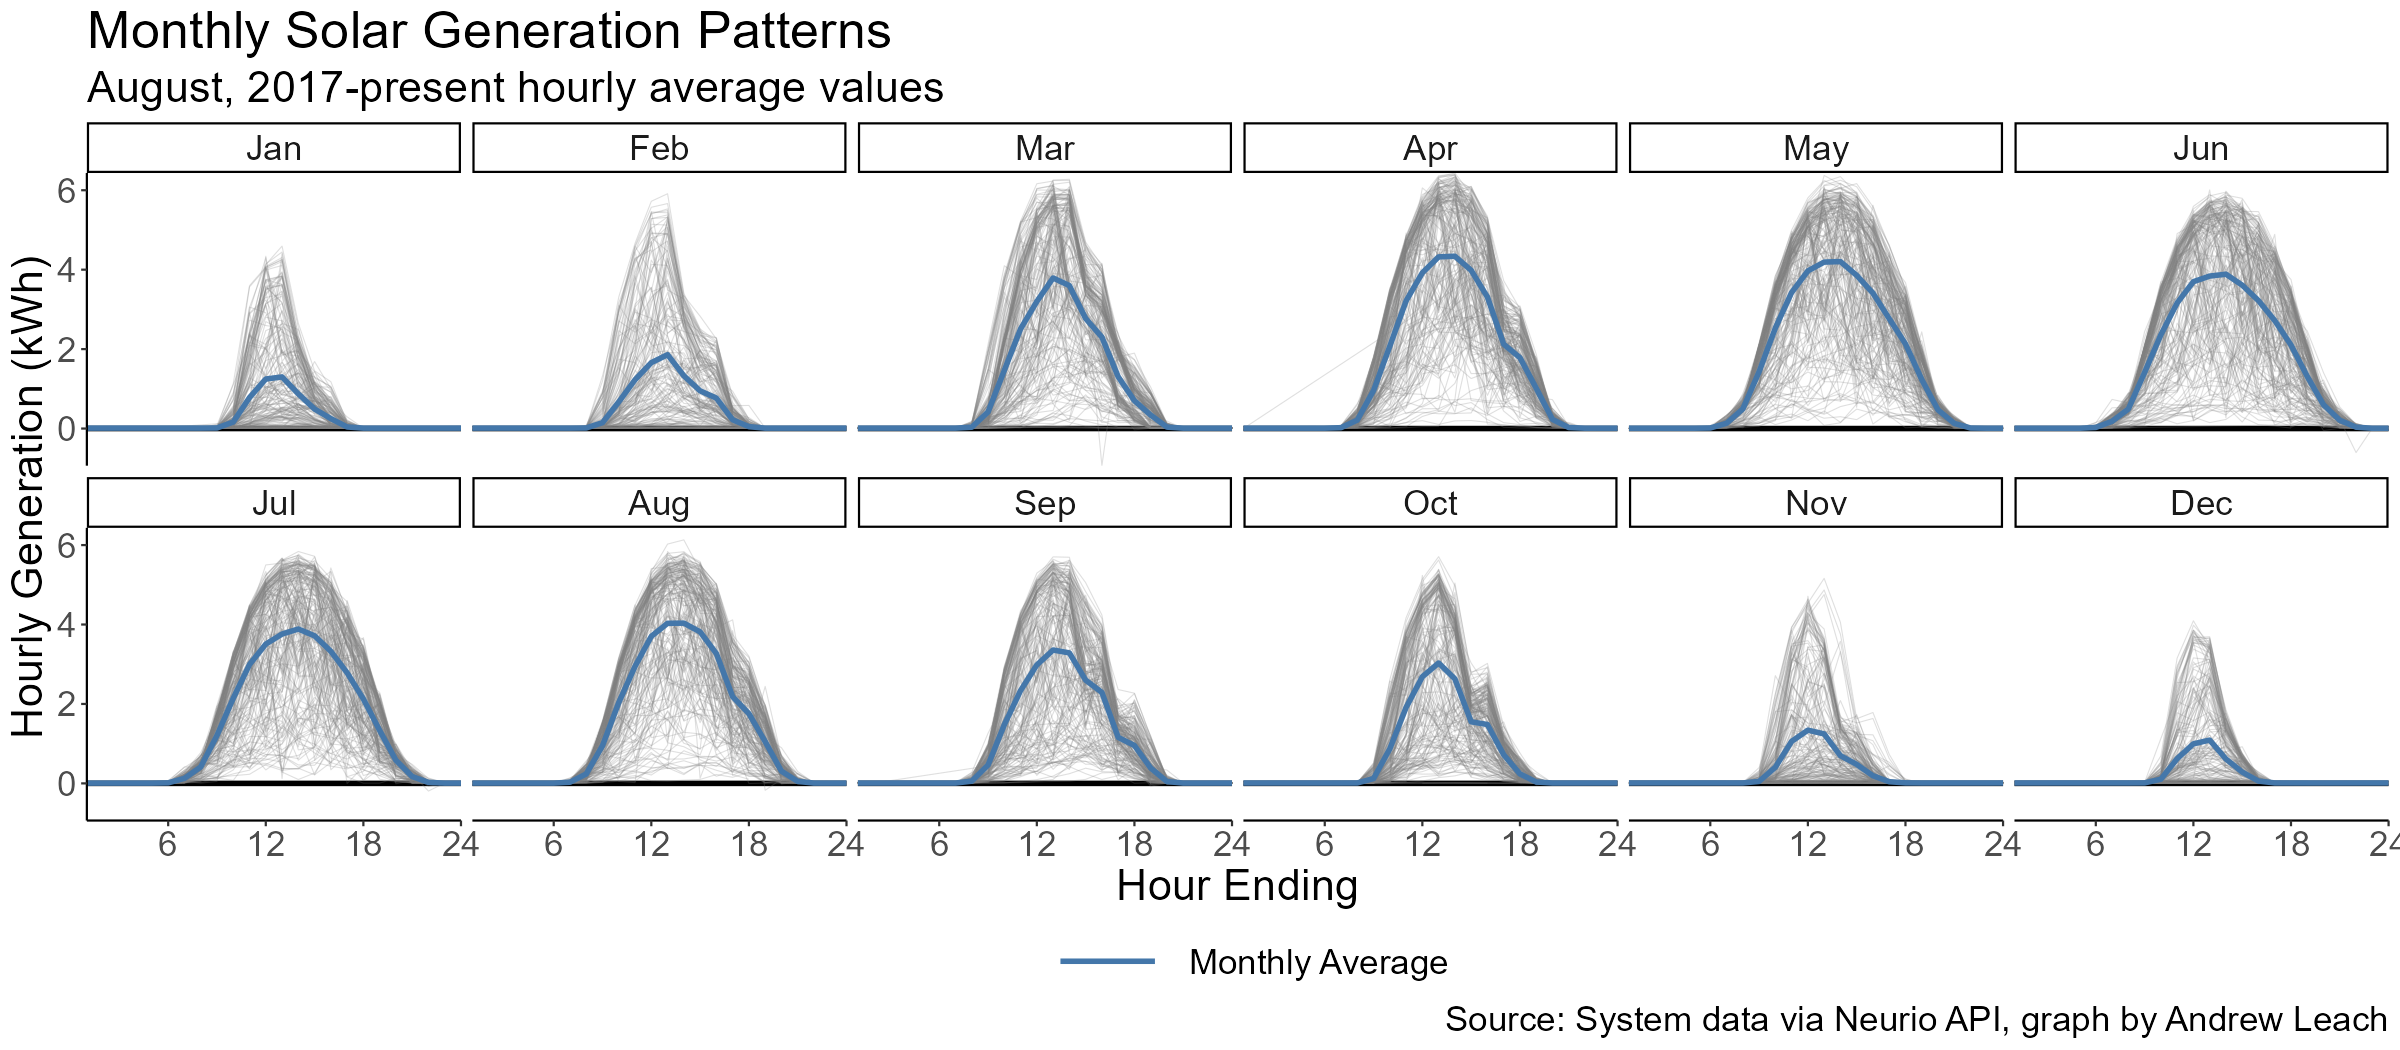 Monthly Solar Generation Patterns
August, 2017-present hourly average values
Jan Feb Mar Apr May Jun
6
4
2
0
Hourly Generation (kWh)
Jul Aug Sep Oct Nov Dec
6
4
2
0
6 12 18 24 6 12 18 24 6 12 18 24 6 12 18 24 6 12 18 24 6 12 18 24
Hour Ending
Monthly Average
Source: System data via Neurio API, graph by Andrew Leach